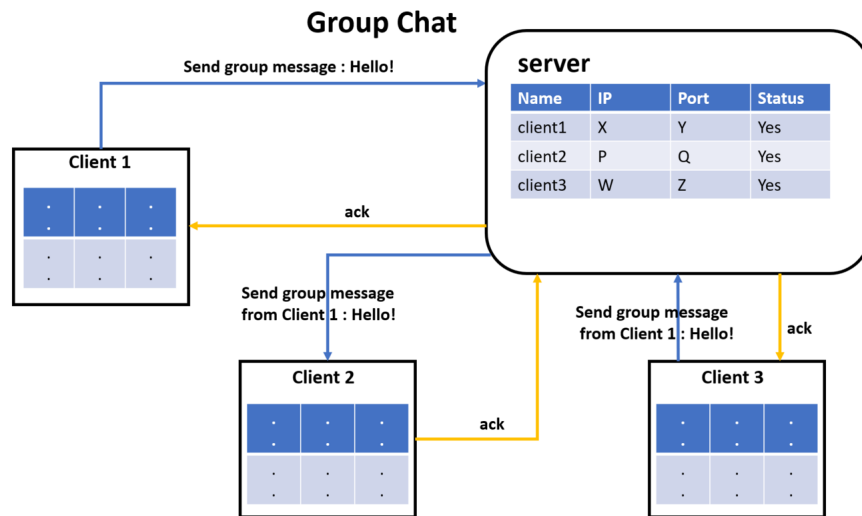 Group Chat
Send group message : Hello!
server
Name IP Port Status
client1 X Y Yes
client2 P Q Yes
client3 W Z Yes
Client 1
. . .
. . .
. . .
. . .
ack
Send group message
from Client 1 : Hello!
Send group message
from Client 1 : Hello!
ack
Client 2
. . .
. . .
. . .
. . .
ack
Client 3
. . .
. . .
. . .
. . .